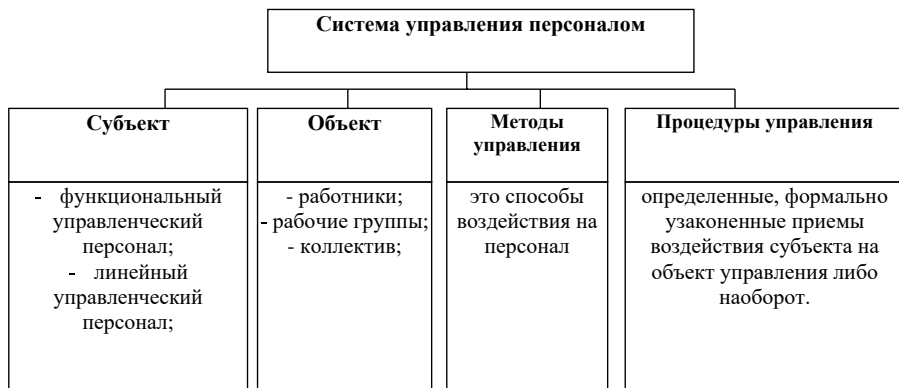 Система управления персоналом
Субъект
- функциональный
управленческий
персонал;
- линейный
управленческий
персонал;
Объект
- работники;
- рабочие группы;
- коллектив;
Методы
управления
это способы
воздействия на
персонал
Процедуры управления
определенные, формально
узаконенные приемы
воздействия субъекта на
объект управления либо
наоборот.